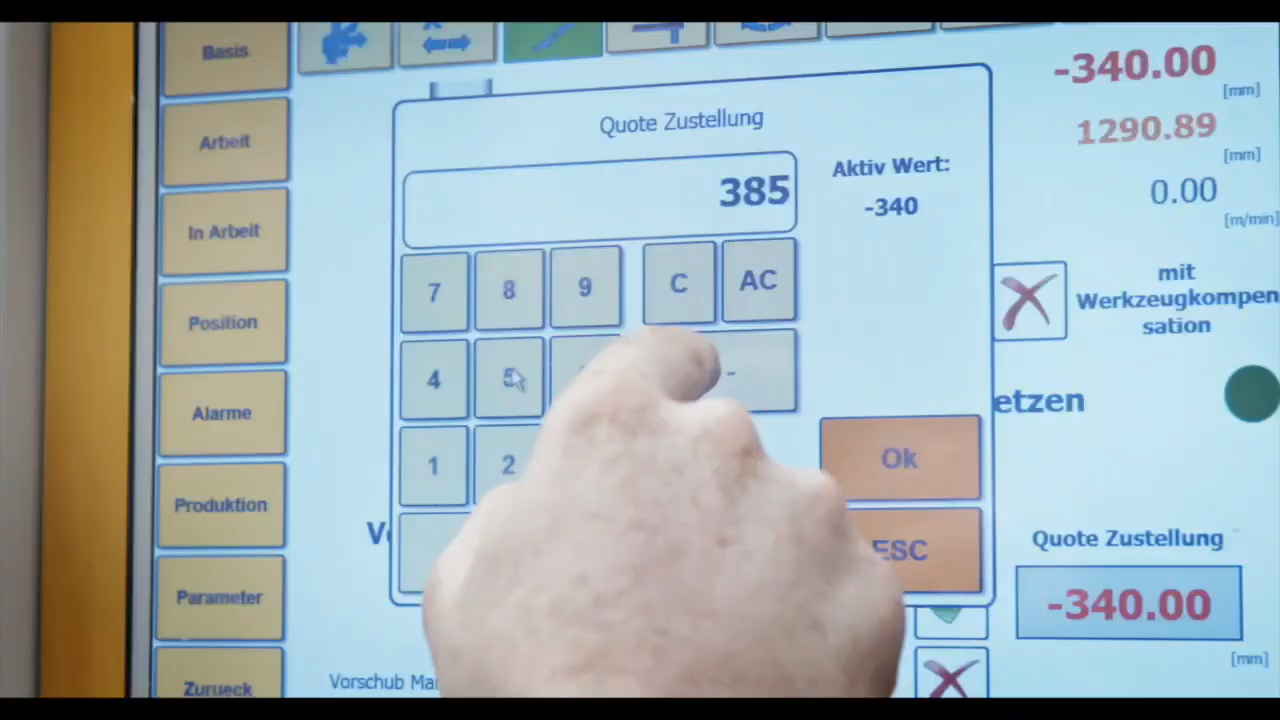 Basis
Arbeit
In Arbeit
Position
Alarme
Produktion
Parameter
Zurueck
Quote Zustellung
385
Aktiv Wert:
-340
7 8 9 C AC
4 5 -
1 2
Ok
ESC
-340.00
[mm]
1290.89
[mm]
0.00
[m/min]
mit
Werkzeugkompen
sation
etzen
Quote Zustellung
-340.00
[mm]
Vorschub